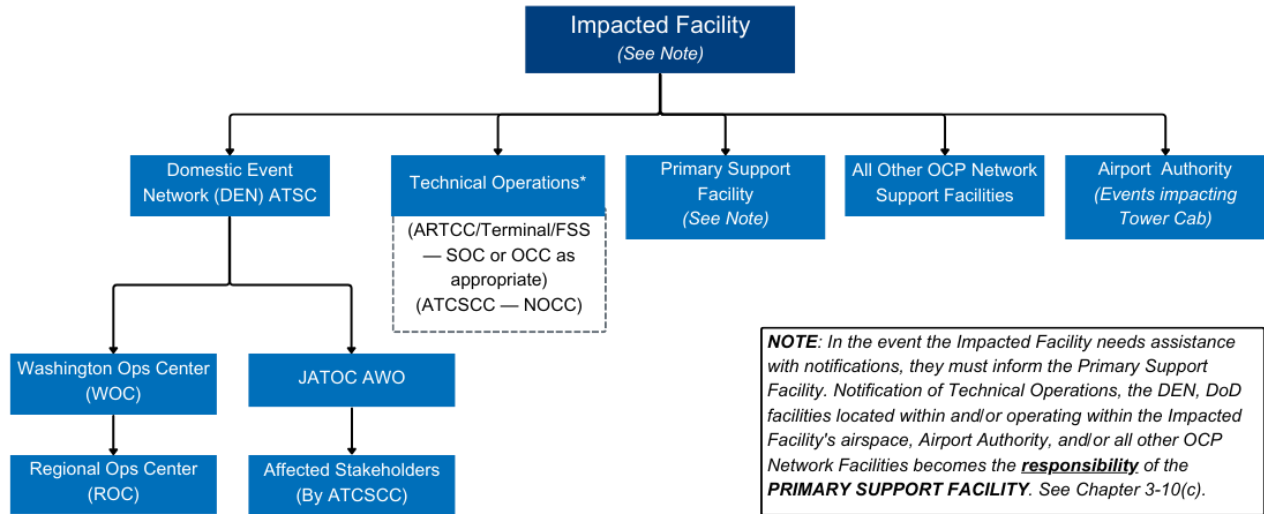 Impacted Facility
(See Note)
Domestic Event
Network (DEN) ATSC
Technical Operations*
(ARTCC/Terminal/FSS
— SOC or OCC as
appropriate)
(ATCSCC — NOCC)
Primary Support
Facility
(See Note)
All Other OCP Network
Support Facilities
Airport Authority
(Events impacting
Tower Cab)
Washington Ops Center
(WOC)
JATOC AWO
Regional Ops Center
(ROC)
Affected Stakeholders
(By ATCSCC)
NOTE: In the event the Impacted Facility needs assistance
with notifications, they must inform the Primary Support
Facility. Notification of Technical Operations, the DEN, DoD
facilities located within and/or operating within the Impacted
Facility's airspace, Airport Authority, and/or all other OCP
Network Facilities becomes the responsibility of the
PRIMARY SUPPORT FACILITY. See Chapter 3-10(c).